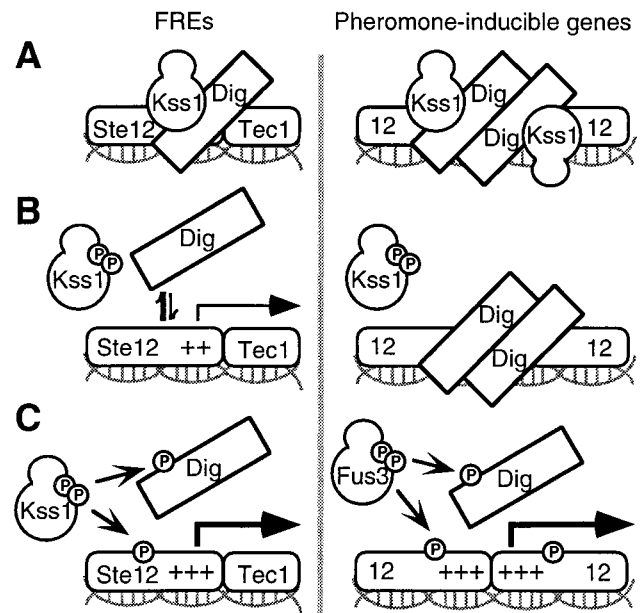 FREs Pheromone-inducible genes
A
Kss1 Dig
Ste12 Tec1
Kss1 Dig
Dig Kss1
12 12
B
P P
Kss1 Dig
Ste12 ++ Tec1
P P
Kss1
Dig
Dig
12 12
C
P P
Kss1
P
Dig
P
Ste12 +++ Tec1
P P
Fus3
P
Dig
P P
12 +++ +++ 12